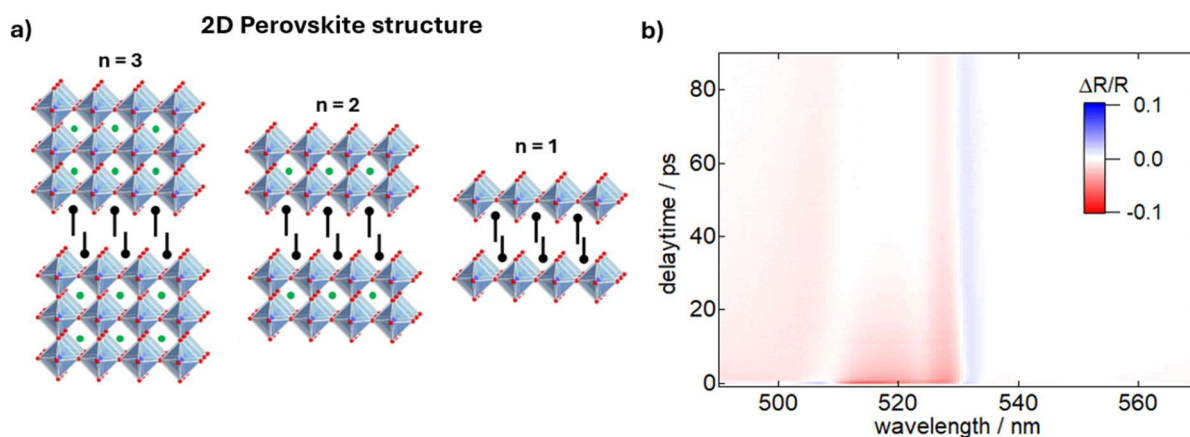 a)
2D Perovskite structure
n = 3
n = 2
n = 1
b)
ΔR/R
0.1
0.0
-0.1
80
60
40
20
0
delaytime / ps
500
520
540
560
wavelength / nm